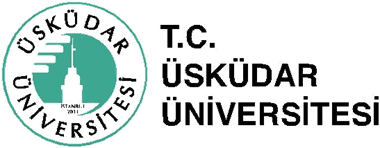 ÜSKÜDAR
ÜNİVERSİTESİ
İSTANBUL
2011
T.C.
ÜSKÜDAR
ÜNİVERSİTESİ